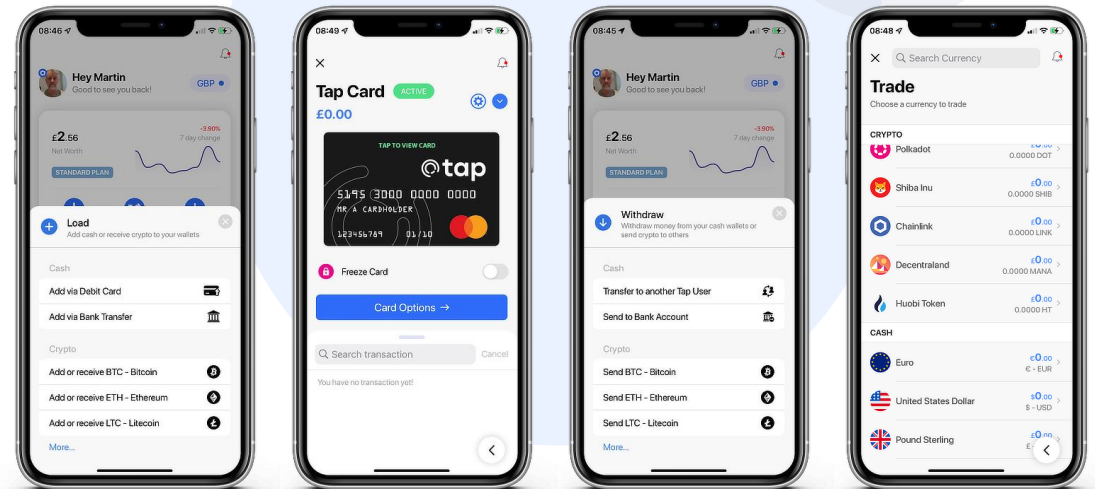 08:46
Hey Martin
Good to see you back!
GBP
£2.56
Net Worth
-3.90%
7 day change
STANDARD PLAN
Load
Add cash or receive crypto to your wallets
Cash
Add via Debit Card
Add via Bank Transfer
Crypto
Add or receive BTC - Bitcoin
Add or receive ETH - Ethereum
Add or receive LTC - Litecoin
More...
08:49
Tap Card
ACTIVE
£0.00
TAP TO VIEW CARD
tap
5195 3000 0000 0000
MR A CARDHOLDER
123456789 01/10
Freeze Card
Card Options →
Search transaction
Cancel
You have no transaction yet!
08:45
Hey Martin
Good to see you back!
GBP
£2.56
Net Worth
-3.90%
7 day change
STANDARD PLAN
Withdraw
Withdraw money from your cash wallets or
send crypto to others
Cash
Transfer to another Tap User
Send to Bank Account
Crypto
Send BTC - Bitcoin
Send ETH - Ethereum
Send LTC - Litecoin
More...
08:48
Search Currency
Trade
Choose a currency to trade
CRYPTO
Polkadot
£0.00
0.0000 DOT
Shiba Inu
£0.00
0.0000 SHIB
Chainlink
£0.00
0.0000 LINK
Decentraland
£0.00
0.0000 MANA
Huobi Token
£0.00
0.0000 HT
CASH
Euro
€0.00
€ - EUR
United States Dollar
$0.00
$ - USD
Pound Sterling
£0.00
£ -